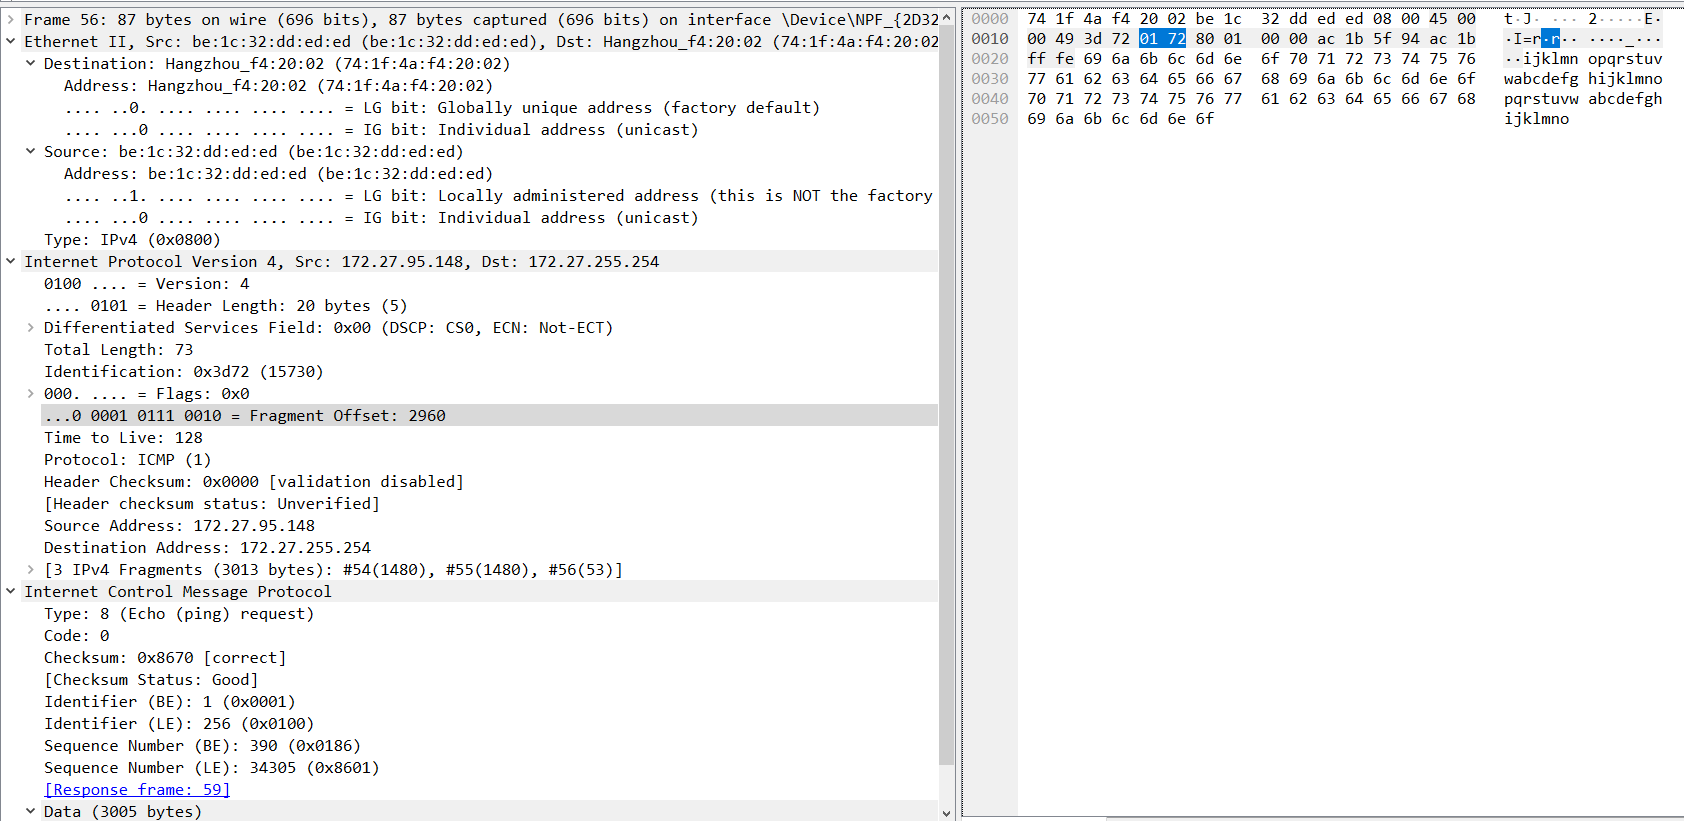 Frame 56: 87 bytes on wire (696 bits), 87 bytes captured (696 bits) on interface \Device\NPF_{2D32
Ethernet II, Src: be:1c:32:dd:ed:ed (be:1c:32:dd:ed:ed), Dst: Hangzhou_f4:20:02 (74:1f:4a:f4:20:02
Destination: Hangzhou_f4:20:02 (74:1f:4a:f4:20:02)
Address: Hangzhou_f4:20:02 (74:1f:4a:f4:20:02)
.... ..0. .... .... .... .... = LG bit: Globally unique address (factory default)
.... ...0 .... .... .... .... = IG bit: Individual address (unicast)
Source: be:1c:32:dd:ed:ed (be:1c:32:dd:ed:ed)
Address: be:1c:32:dd:ed:ed (be:1c:32:dd:ed:ed)
.... ..1. .... .... .... .... = LG bit: Locally administered address (this is NOT the factory
.... ...0 .... .... .... .... = IG bit: Individual address (unicast)
Type: IPv4 (0x0800)
Internet Protocol Version 4, Src: 172.27.95.148, Dst: 172.27.255.254
0100 .... = Version: 4
.... 0101 = Header Length: 20 bytes (5)
Differentiated Services Field: 0x00 (DSCP: CS0, ECN: Not-ECT)
Total Length: 73
Identification: 0x3d72 (15730)
000. .... = Flags: 0x0
...0 0001 0111 0010 = Fragment Offset: 2960
Time to Live: 128
Protocol: ICMP (1)
Header Checksum: 0x0000 [validation disabled]
[Header checksum status: Unverified]
Source Address: 172.27.95.148
Destination Address: 172.27.255.254
[3 IPv4 Fragments (3013 bytes): #54(1480), #55(1480), #56(53)]
Internet Control Message Protocol
Type: 8 (Echo (ping) request)
Code: 0
Checksum: 0x8670 [correct]
[Checksum Status: Good]
Identifier (BE): 1 (0x0001)
Identifier (LE): 256 (0x0100)
Sequence Number (BE): 390 (0x0186)
Sequence Number (LE): 34305 (0x8601)
[Response frame: 59]
Data (3005 bytes)
0000 74 1f 4a f4 20 02 be 1c 32 dd ed ed 08 00 45 00 t·J· ··· 2·····E·
0010 00 49 3d 72 01 72 80 01 00 00 ac 1b 5f 94 ac 1b ·I=r·r·· ····_···
0020 ff fe 69 6a 6b 6c 6d 6e 6f 70 71 72 73 74 75 76 ··ijklmn opqrstuv
0030 77 61 62 63 64 65 66 67 68 69 6a 6b 6c 6d 6e 6f wabcdefg hijklmno
0040 70 71 72 73 74 75 76 77 61 62 63 64 65 66 67 68 pqrstuvw abcdefgh
0050 69 6a 6b 6c 6d 6e 6f ijklmno